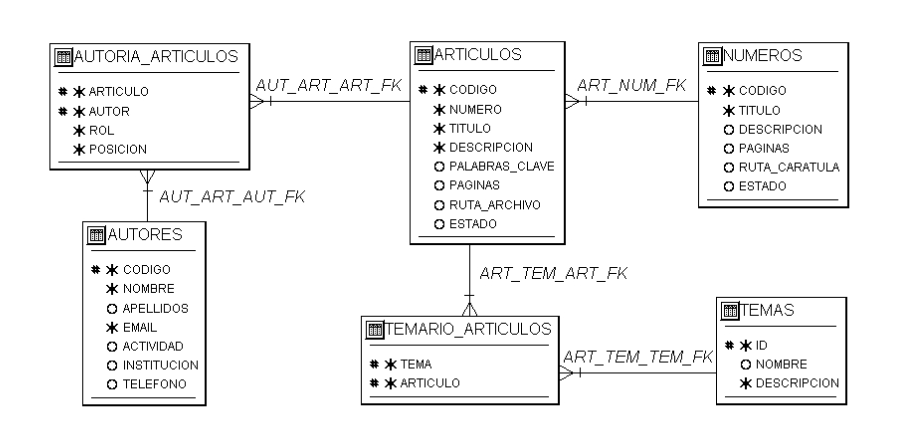 AUTORIA_ARTICULOS
# * ARTICULO
# * AUTOR
* ROL
* POSICION
AUT_ART_ART_FK
ARTICULOS
# * CODIGO
* NUMERO
* TITULO
* DESCRIPCION
O PALABRAS_CLAVE
O PAGINAS
O RUTA_ARCHIVO
O ESTADO
ART_NUM_FK
NUMEROS
# * CODIGO
* TITULO
O DESCRIPCION
O PAGINAS
O RUTA_CARATULA
O ESTADO
AUT_ART_AUT_FK
AUTORES
# * CODIGO
* NOMBRE
O APELLIDOS
* EMAIL
O ACTIVIDAD
O INSTITUCION
O TELEFONO
ART_TEM_ART_FK
TEMARIO_ARTICULOS
# * TEMA
# * ARTICULO
ART_TEM_TEM_FK
TEMAS
# * ID
O NOMBRE
* DESCRIPCION